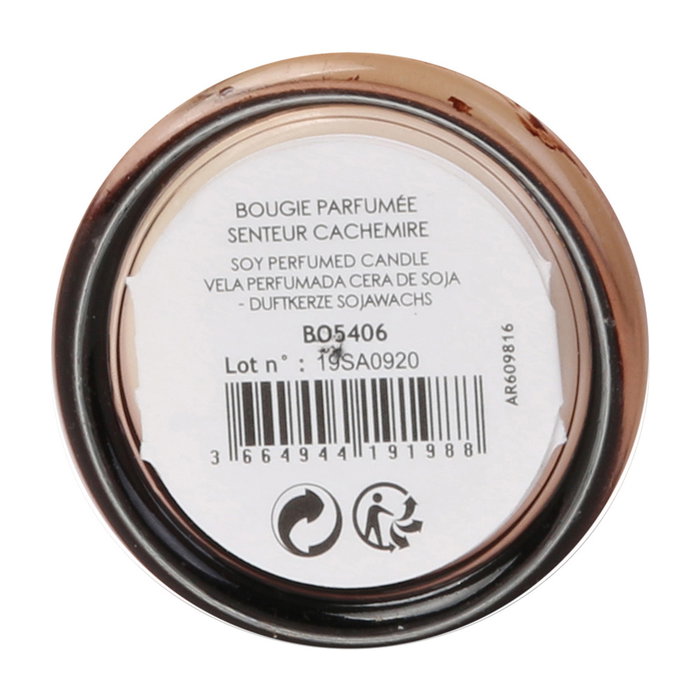 BOUGIE PARFUMÉE
SENTEUR CACHEMIRE
SOY PERFUMED CANDLE
VELA PERFUMADA CERA DE SOJA
- DUFTKERZE SOJAWACHS
BO5406
Lot n° : 19SA0920
3 664944 191988
AR609816